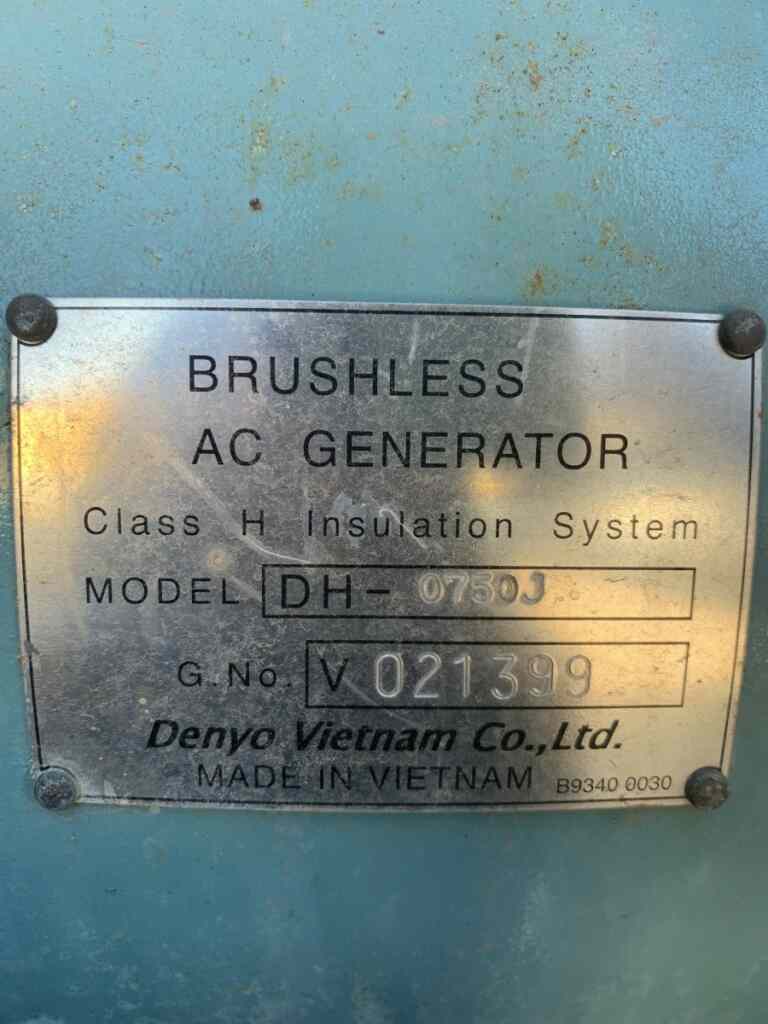 BRUSHLESS
AC GENERATOR
Class H Insulation System
MODEL DH- 0750J
G.No. V 021399
Denyo Vietnam Co.,Ltd.
MADE IN VIETNAM B9340 0030